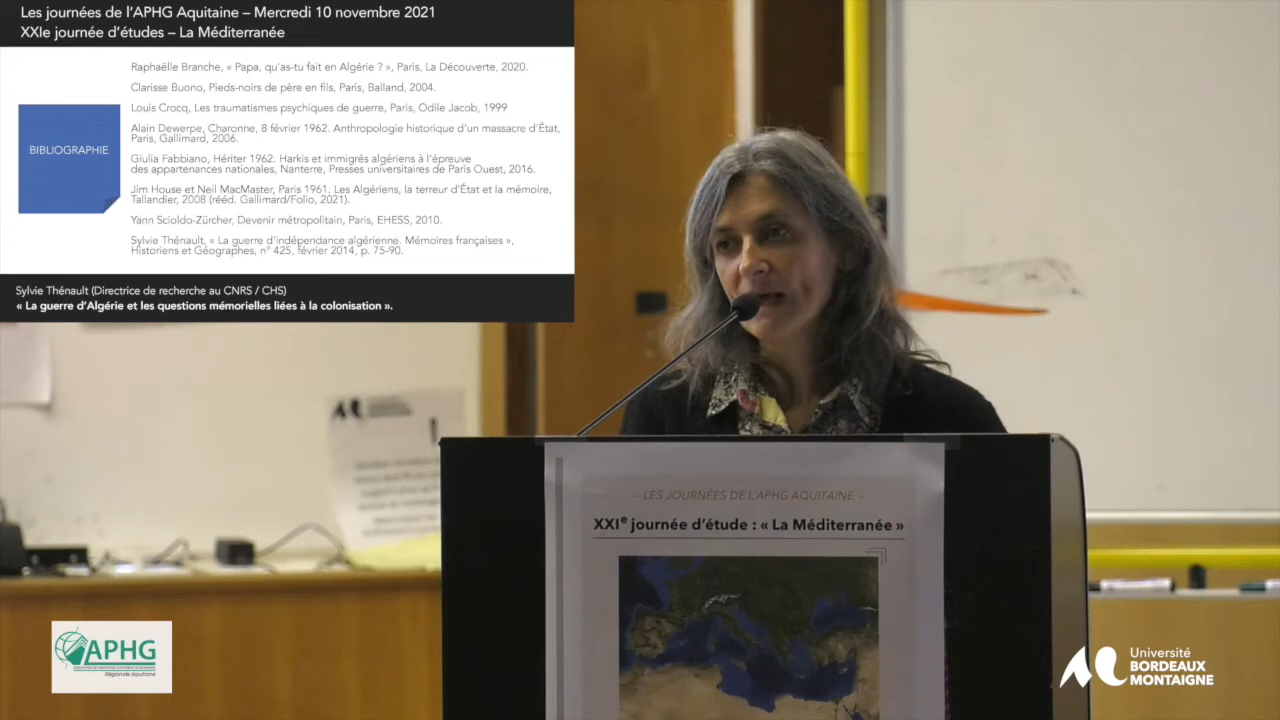 Les journées de l'APHG Aquitaine – Mercredi 10 novembre 2021
XXIe journée d'études – La Méditerranée
Raphaëlle Branche, « Papa, qu'as-tu fait en Algérie ? », Paris, La Découverte, 2020.
Clarisse Buono, Pieds-noirs de père en fils, Paris, Balland, 2004.
Louis Crocq, Les traumatismes psychiques de guerre, Paris, Odile Jacob, 1999
BIBLIOGRAPHIE
Alain Dewerpe, Charonne, 8 février 1962. Anthropologie historique d'un massacre d'État,
Paris, Gallimard, 2006.
Giulia Fabbiano, Hériter 1962. Harkis et immigrés algériens à l'épreuve
des appartenances nationales, Nanterre, Presses universitaires de Paris Ouest, 2016.
Jim House et Neil MacMaster, Paris 1961. Les Algériens, la terreur d'État et la mémoire,
Tallandier, 2008 (rééd. Gallimard/Folio, 2021).
Yann Scioldo-Zürcher, Devenir métropolitain, Paris, EHESS, 2010.
Sylvie Thénault, « La guerre d'indépendance algérienne. Mémoires françaises »,
Historiens et Géographes, n° 425, février 2014, p. 75-90.
Sylvie Thénault (Directrice de recherche au CNRS / CHS)
« La guerre d'Algérie et les questions mémorielles liées à la colonisation ».
– LES JOURNÉES DE L'APHG AQUITAINE –
XXIe journée d'étude : « La Méditerranée »
APHG
Régionale Aquitaine
Université
BORDEAUX
MONTAIGNE